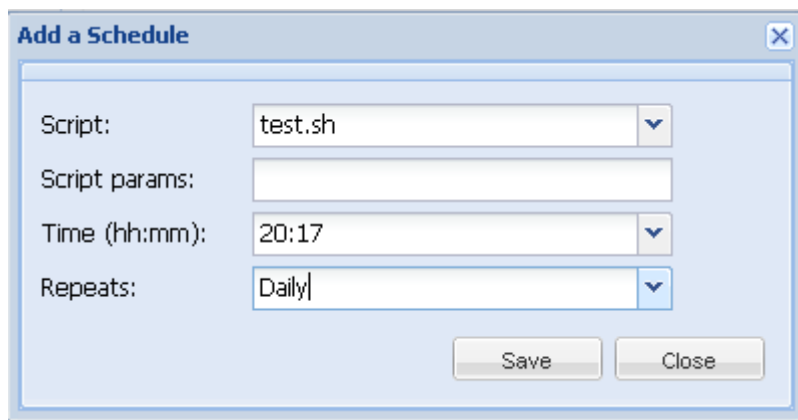 Add a Schedule
Script: test.sh
Script params:
Time (hh:mm): 20:17
Repeats: Daily
Save Close